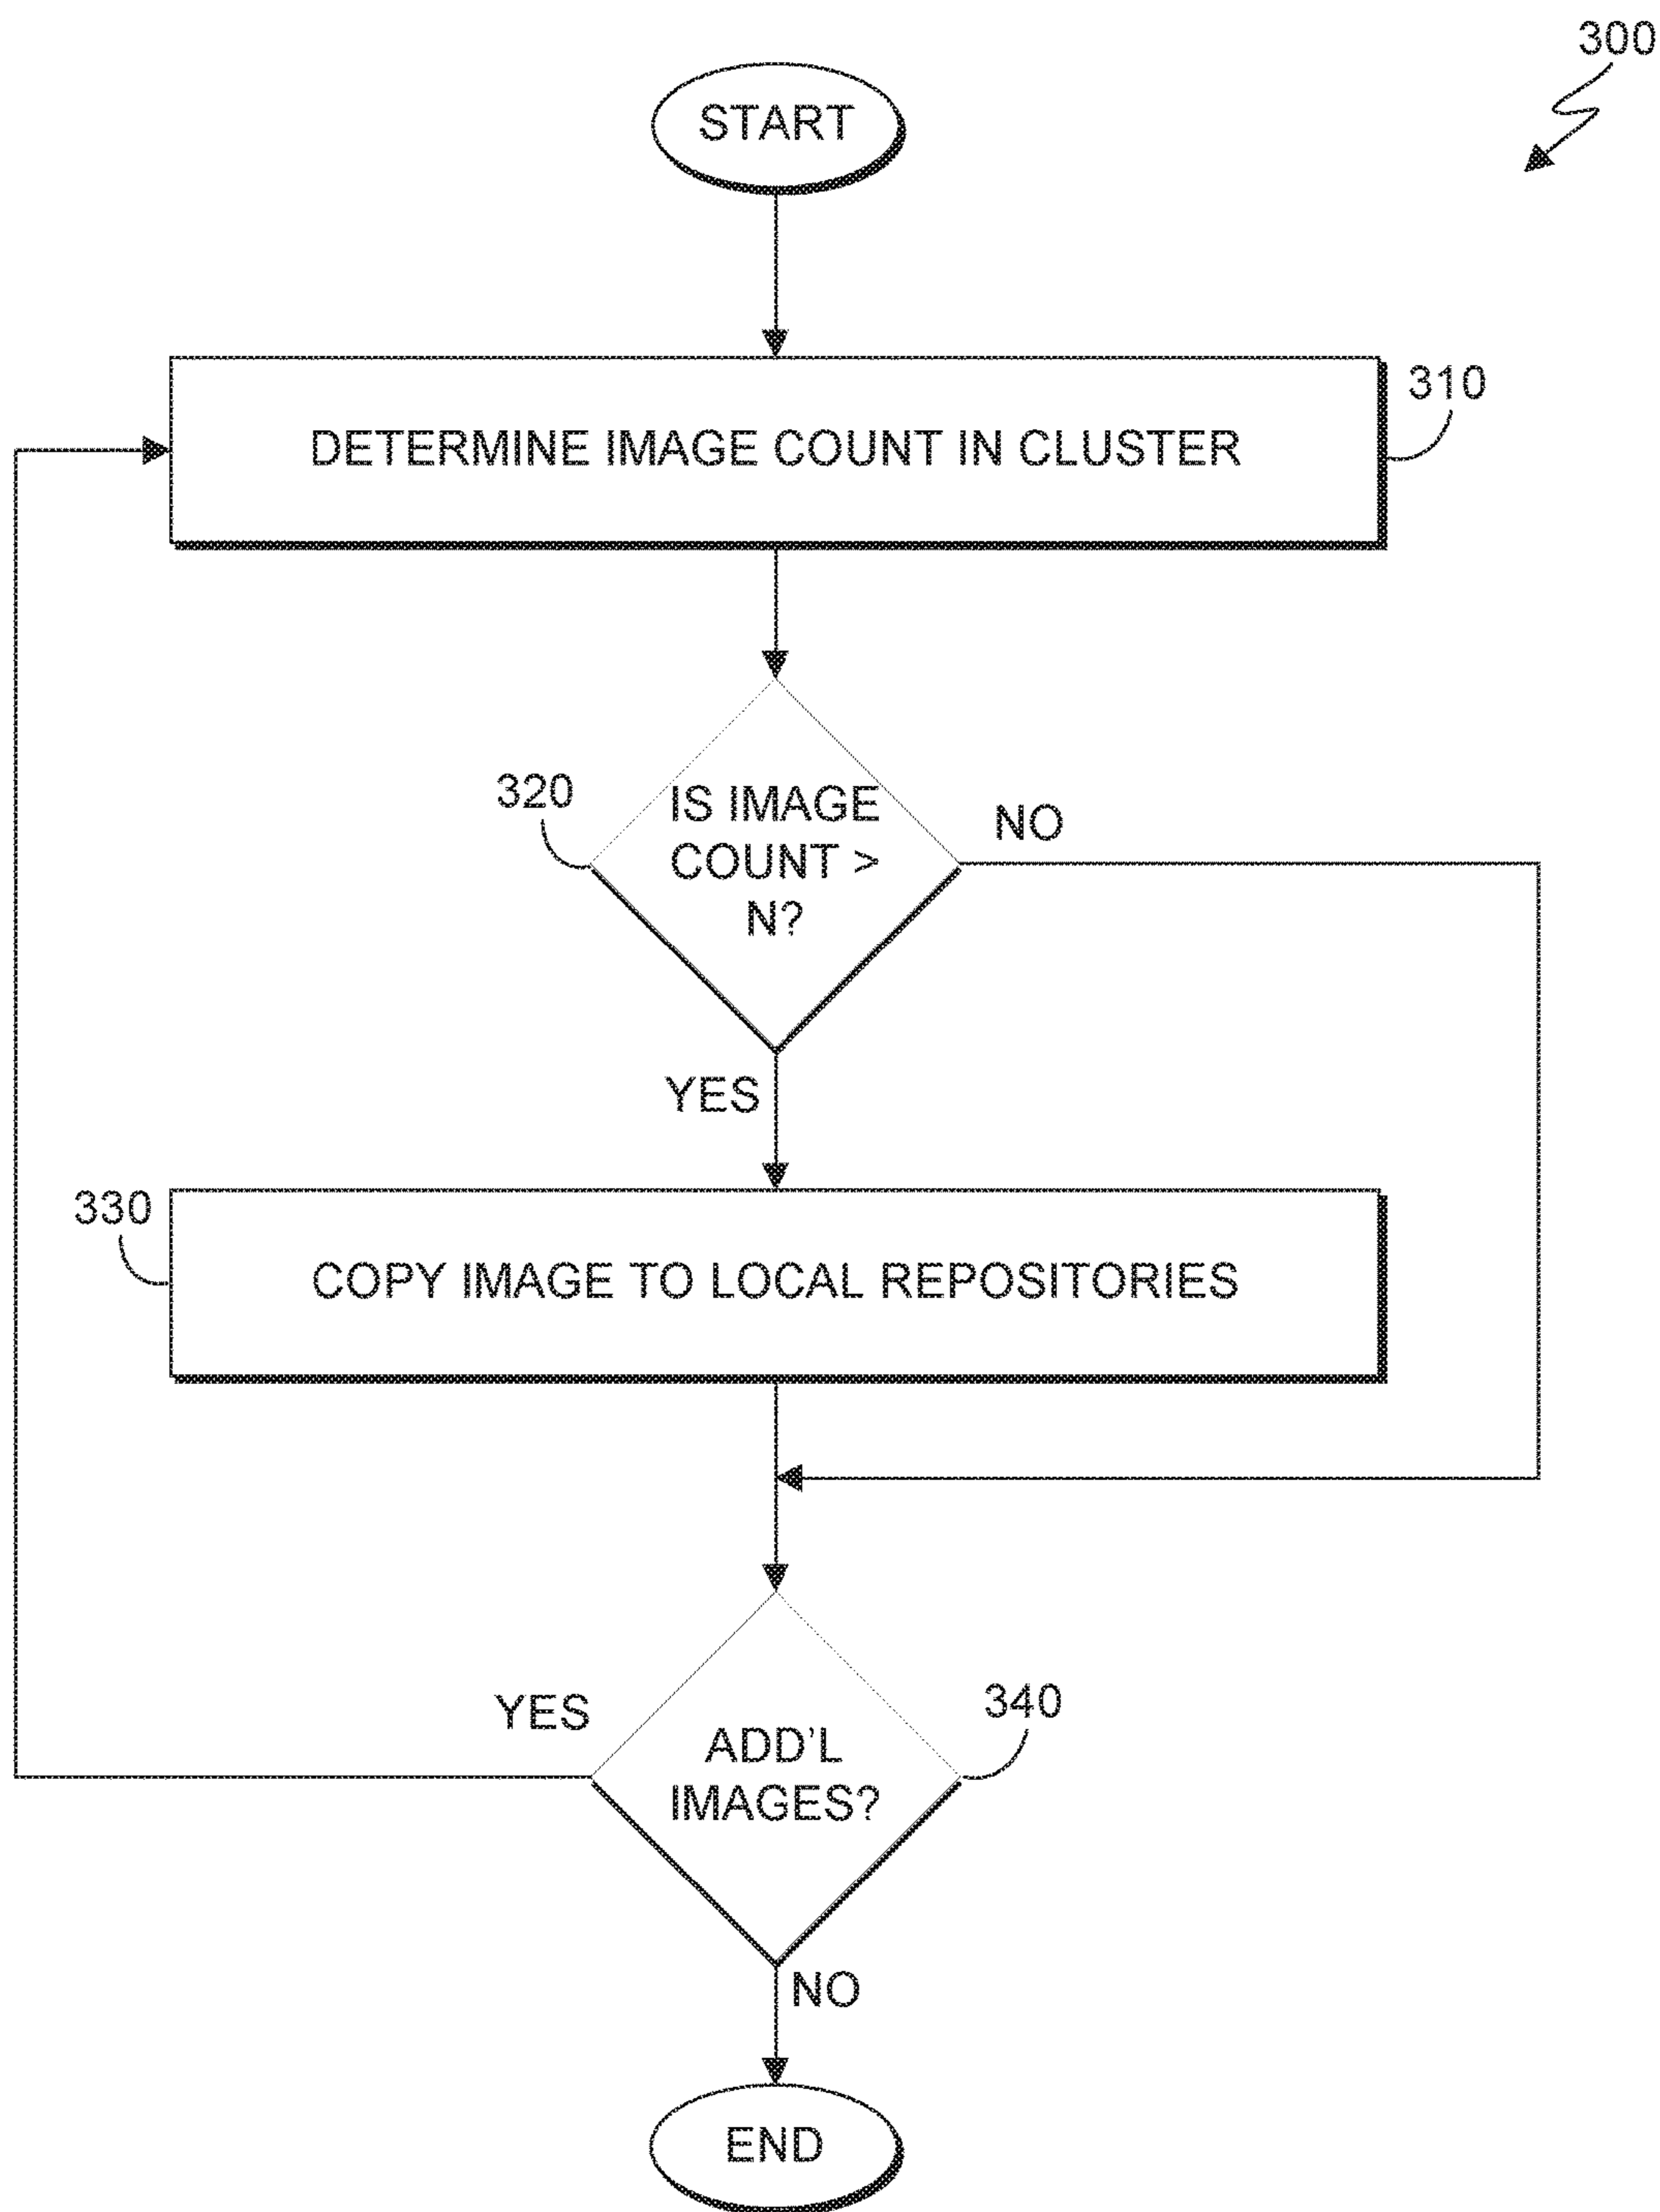 300
START
DETERMINE IMAGE COUNT IN CLUSTER
310
320
IS IMAGE
COUNT >
N?
NO
YES
330
COPY IMAGE TO LOCAL REPOSITORIES
YES
ADD'L
IMAGES?
340
NO
END